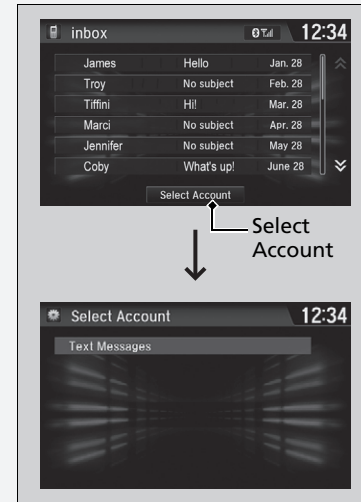 inbox 12:34
James Hello Jan. 28
Troy No subject Feb. 28
Tiffini Hi! Mar. 28
Marci No subject Apr. 28
Jennifer No subject May 28
Coby What's up! June 28
Select Account
Select
Account
Select Account 12:34
Text Messages